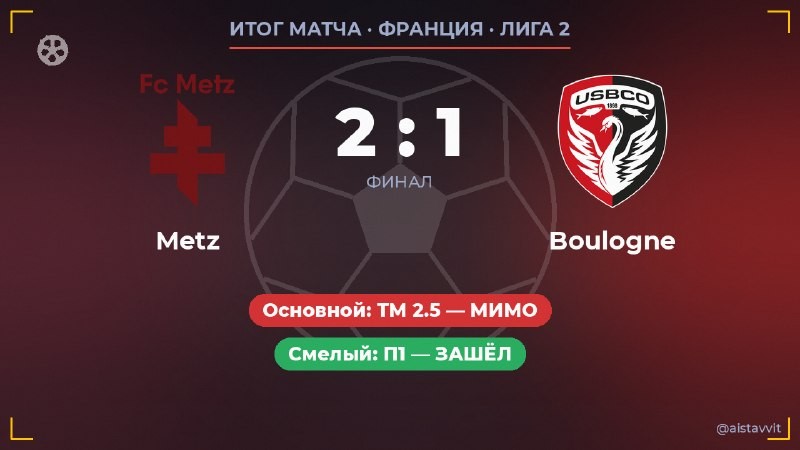 ИТОГ МАТЧА · ФРАНЦИЯ · ЛИГА 2
Fc Metz
2 : 1
ФИНАЛ
USBCO
1898
Metz
Boulogne
Основной: ТМ 2.5 — МИМО
Смелый: П1 — ЗАШЁЛ
@aistavvit